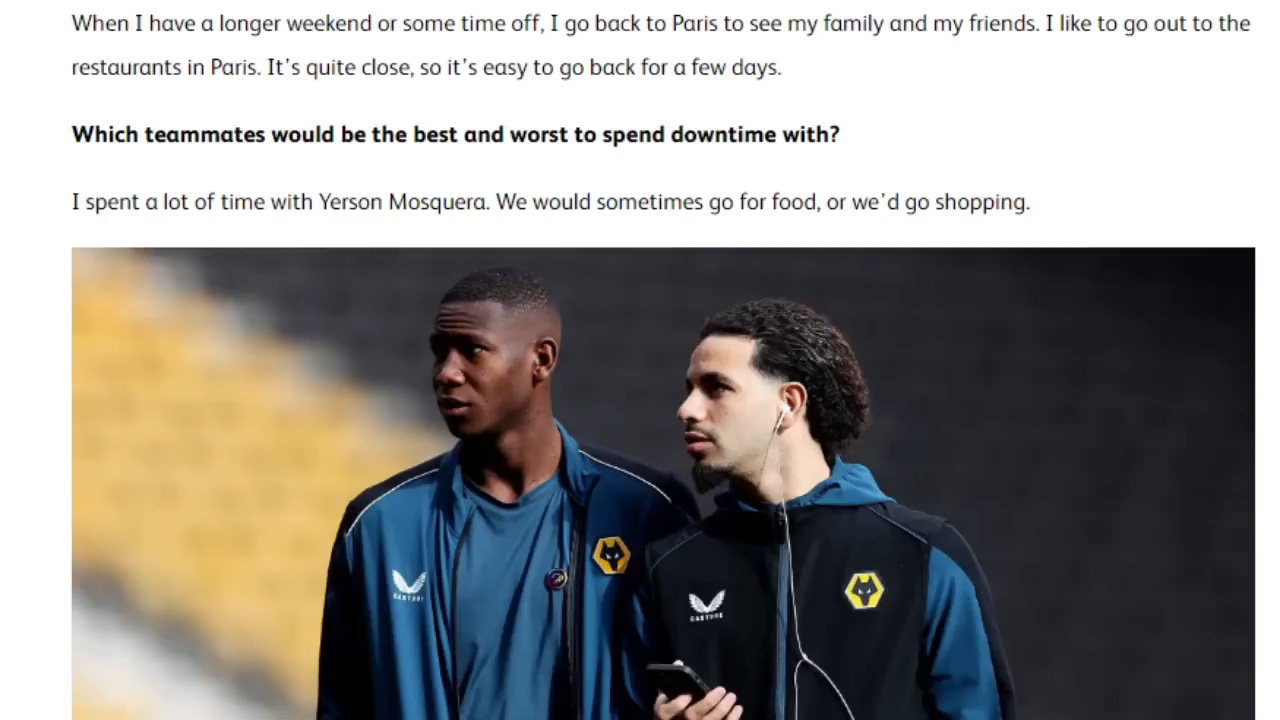 When I have a longer weekend or some time off, I go back to Paris to see my family and my friends. I like to go out to the
restaurants in Paris. It’s quite close, so it’s easy to go back for a few days.
Which teammates would be the best and worst to spend downtime with?
I spent a lot of time with Yerson Mosquera. We would sometimes go for food, or we’d go shopping.
CASTORE
CASTORE